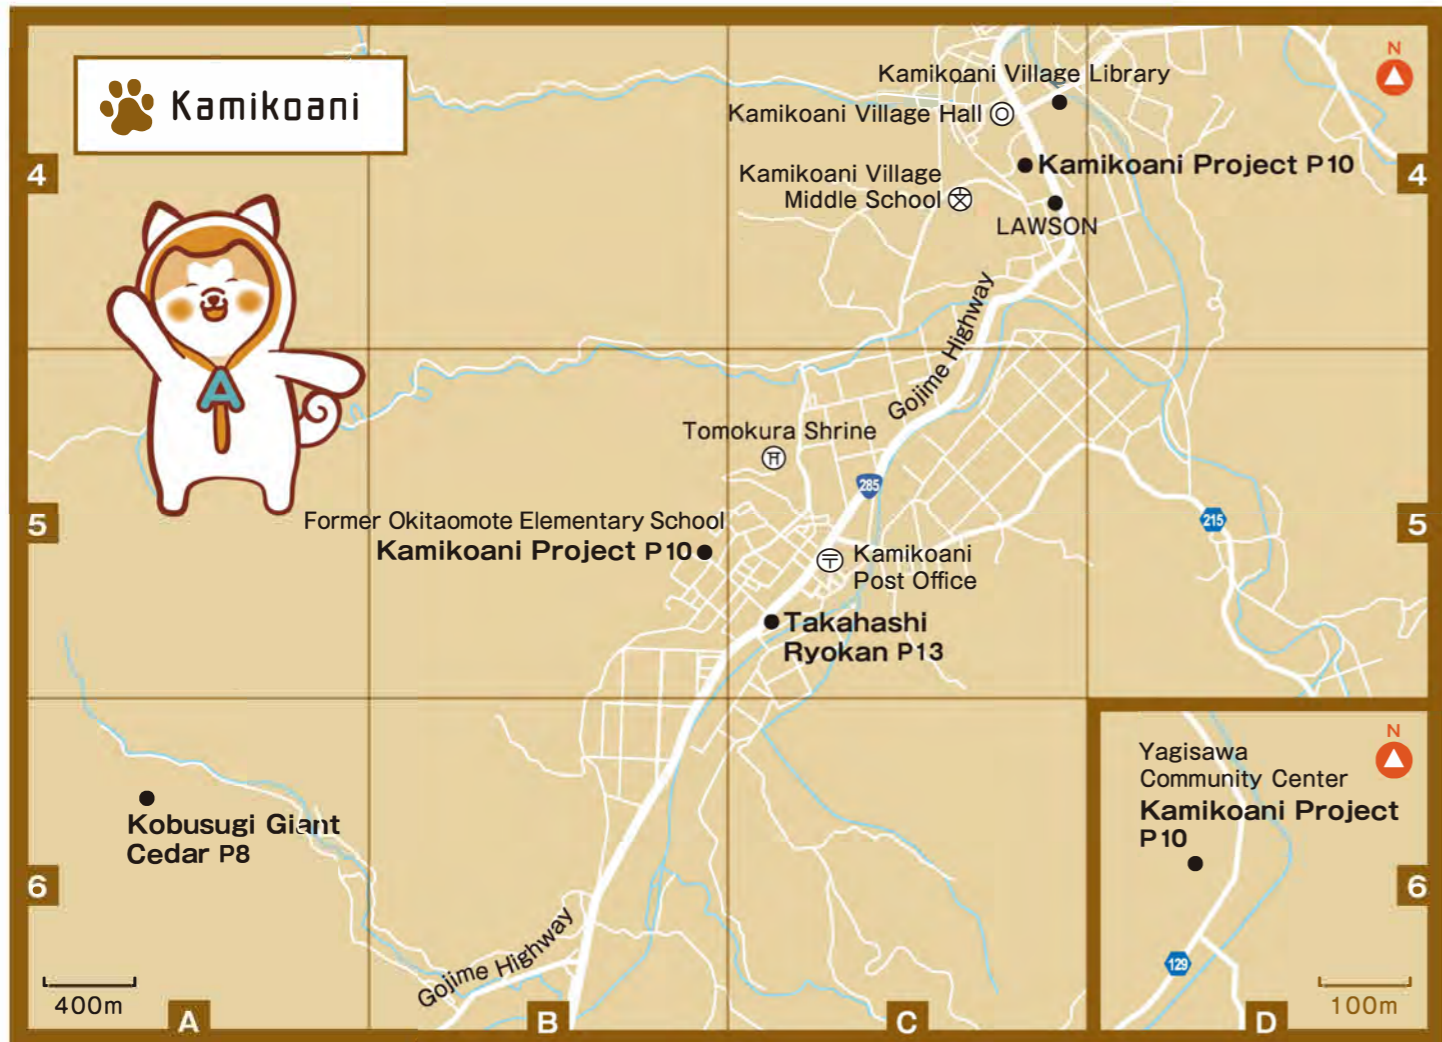 Kamikoani
N
Kamikoani Village Library
Kamikoani Village Hall
4
4
Kamikoani Project P10
Kamikoani Village
Middle School
LAWSON
Gojime Highway
A
Tomokura Shrine
285
5
5
Former Okitaomote Elementary School
Kamikoani Project P10
215
Kamikoani
Post Office
Takahashi
Ryokan P13
N
Yagisawa
Community Center
Kamikoani Project
P10
Kobusugi Giant
Cedar P8
6
6
Gojime Highway
129
400m
100m
A
B
C
D